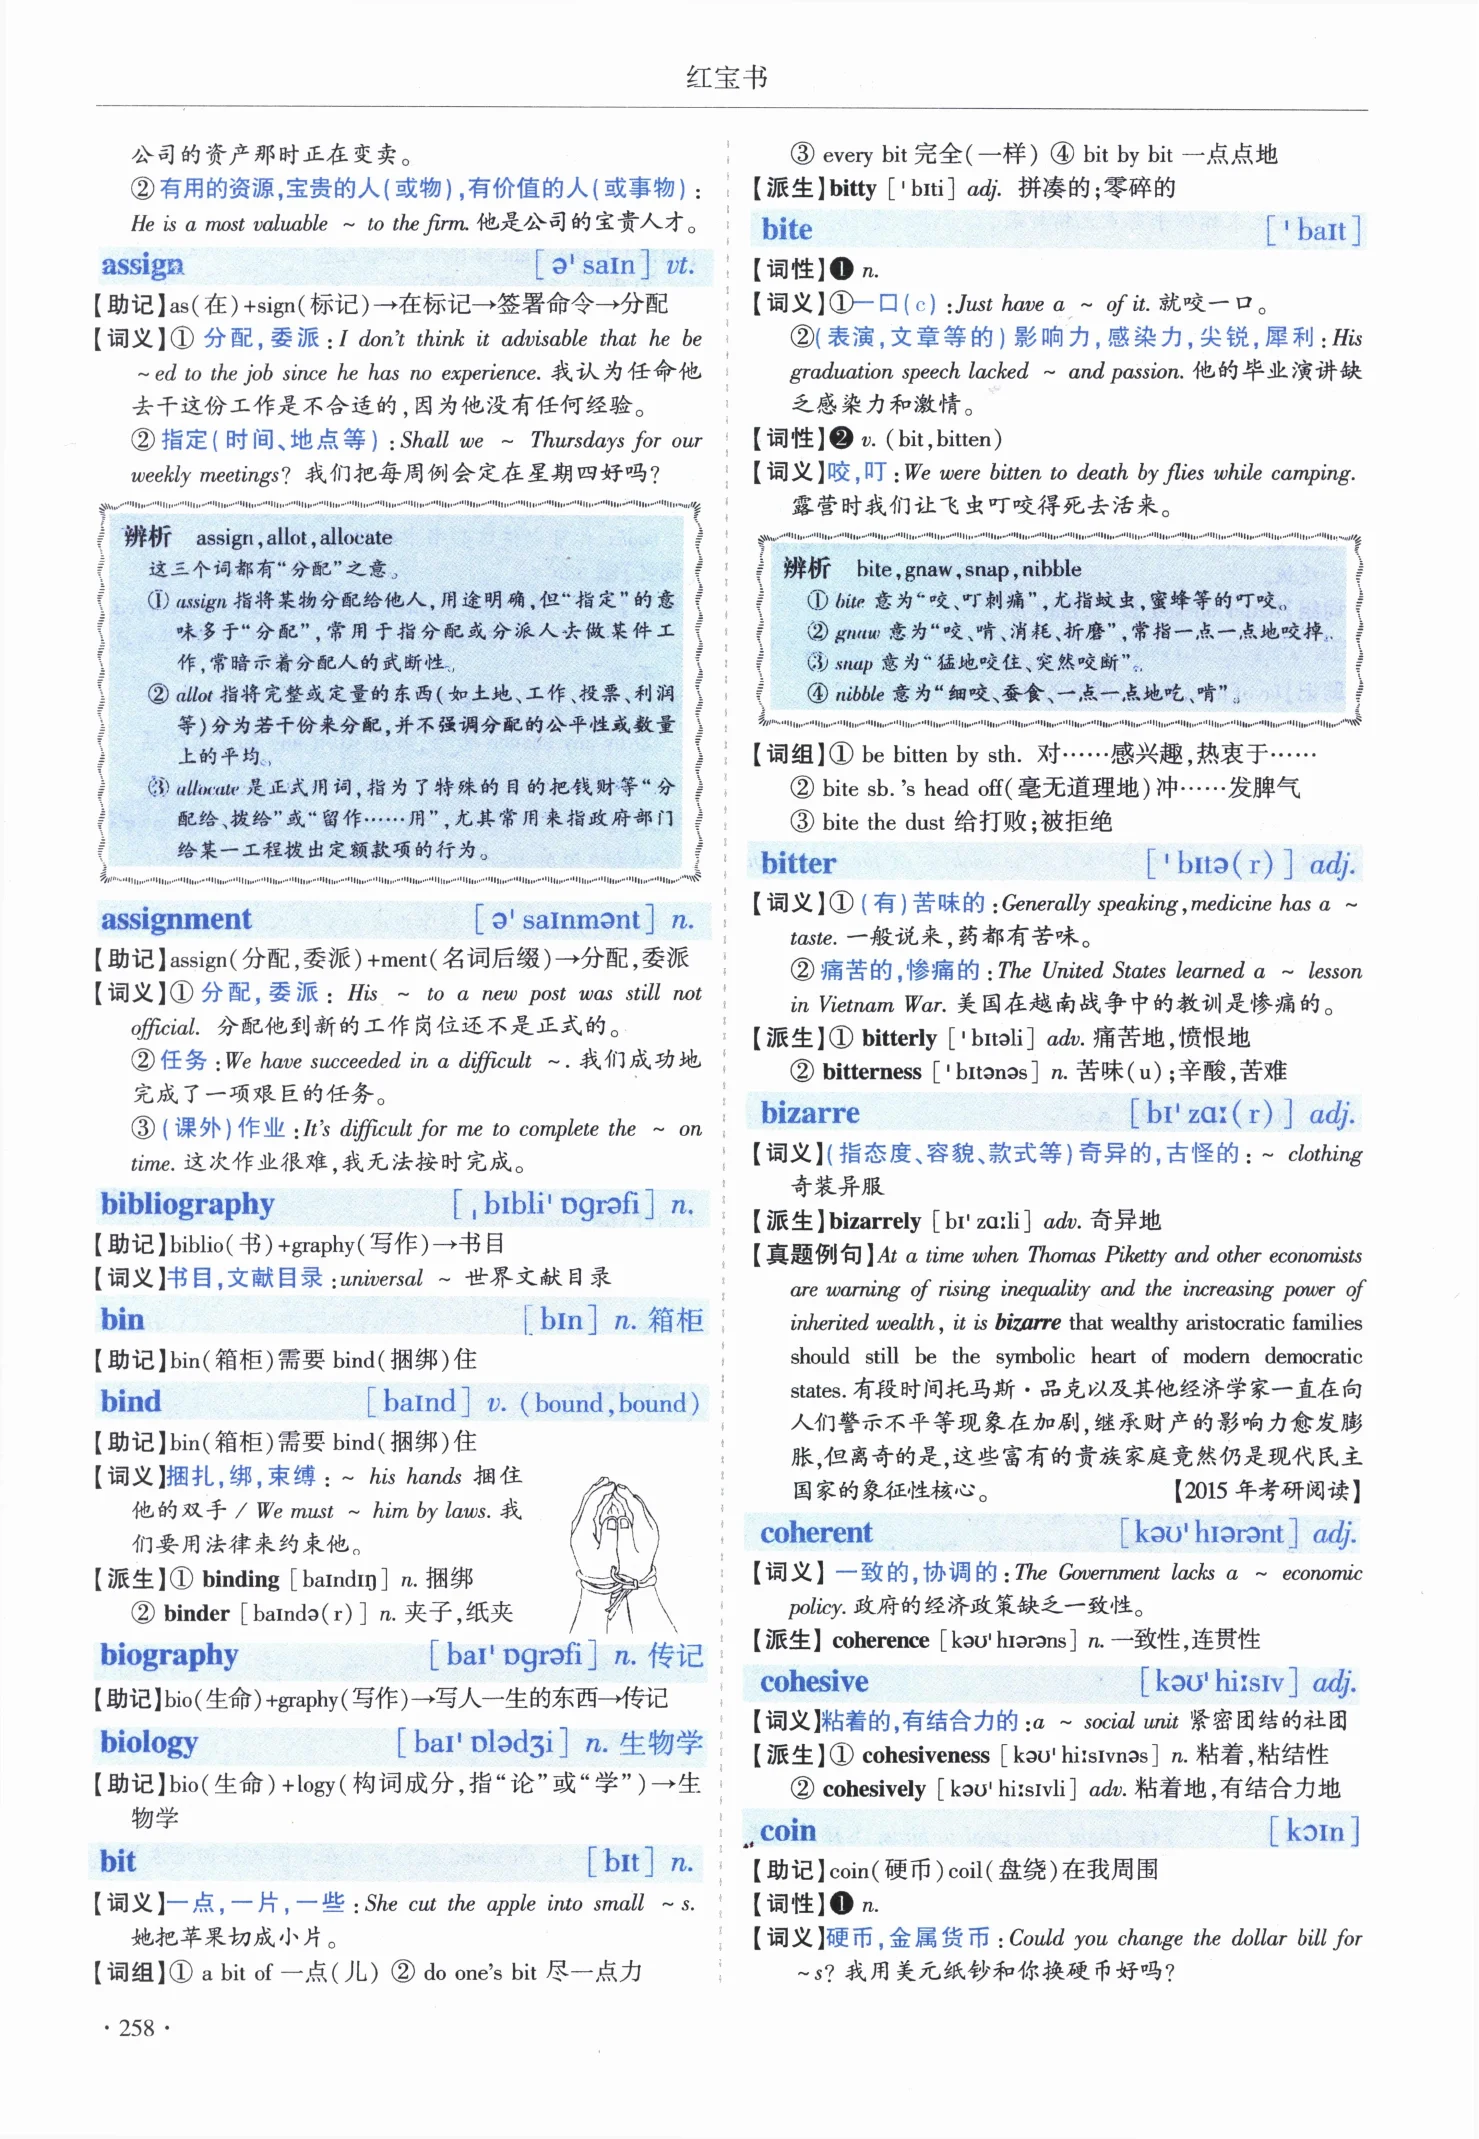 红宝书
公司的资产那时正在变卖。
②有用的资源,宝贵的人(或物),有价值的人(或事物):
He is a most valuable ~ to the firm. 他是公司的宝贵人才。
assign [ə'saɪn] vt.
【助记】as(在)+sign(标记)→在标记→签署命令→分配
【词义】① 分配,委派:I don't think it advisable that he be
~ed to the job since he has no experience. 我认为任命他
去干这份工作是不合适的,因为他没有任何经验。
②指定(时间、地点等):Shall we ~ Thursdays for our
weekly meetings? 我们把每周例会定在星期四好吗?
辨析 assign,allot,allocate
这三个词都有“分配”之意。
① assign 指将某物分配给他人,用途明确,但“指定”的意
味多于“分配”,常用于指分配或分派人去做某件工
作,常暗示着分配人的武断性。
② allot 指将完整或定量的东西(如土地、工作、投票、利润
等)分为若干份来分配,并不强调分配的公平性或数量
上的平均。
③ allocate 是正式用词,指为了特殊的目的把钱财等“分
配给、拨给”或“留作……用”,尤其常用来指政府部门
给某一工程拨出定额款项的行为。
assignment [ə'saɪnmənt] n.
【助记】assign(分配,委派)+ment(名词后缀)→分配,委派
【词义】① 分配,委派: His ~ to a new post was still not
official. 分配他到新的工作岗位还不是正式的。
②任务:We have succeeded in a difficult ~. 我们成功地
完成了一项艰巨的任务。
③(课外)作业:It's difficult for me to complete the ~ on
time. 这次作业很难,我无法按时完成。
bibliography [ˌbɪbli'ɒgrəfi] n.
【助记】biblio(书)+graphy(写作)→书目
【词义】书目,文献目录:universal ~ 世界文献目录
bin [bɪn] n. 箱柜
【助记】bin(箱柜)需要 bind(捆绑)住
bind [baɪnd] v. (bound,bound)
【助记】bin(箱柜)需要 bind(捆绑)住
【词义】捆扎,绑,束缚: ~ his hands 捆住
他的双手 / We must ~ him by laws. 我
们要用法律来约束他。
【派生】① binding [baɪndɪŋ] n. 捆绑
② binder [baɪndə(r)] n. 夹子,纸夹
biography [baɪ'ɒgrəfi] n. 传记
【助记】bio(生命)+graphy(写作)→写人一生的东西→传记
biology [baɪ'ɒlədʒi] n. 生物学
【助记】bio(生命)+logy(构词成分,指“论”或“学”)→生
物学
bit [bɪt] n.
【词义】一点,一片,一些:She cut the apple into small ~s.
她把苹果切成小片。
【词组】① a bit of 一点(儿) ② do one's bit 尽一点力
③ every bit 完全(一样) ④ bit by bit 一点点地
【派生】bitty ['bɪti] adj. 拼凑的;零碎的
bite ['baɪt]
【词性】❶ n.
【词义】①一口(c):Just have a ~ of it. 就咬一口。
②(表演,文章等的)影响力,感染力,尖锐,犀利:His
graduation speech lacked ~ and passion. 他的毕业演讲缺
乏感染力和激情。
【词性】❷ v. (bit,bitten)
【词义】咬,叮:We were bitten to death by flies while camping.
露营时我们让飞虫叮咬得死去活来。
辨析 bite,gnaw,snap,nibble
① bite 意为“咬、叮刺痛”,尤指蚊虫,蜜蜂等的叮咬。
② gnaw 意为“咬、啃、消耗、折磨”,常指一点一点地咬掉。
③ snap 意为“猛地咬住、突然咬断”。
④ nibble 意为“细咬、蚕食、一点一点地吃、啃”。
【词组】① be bitten by sth. 对……感兴趣,热衷于……
② bite sb. 's head off(毫无道理地)冲……发脾气
③ bite the dust 给打败;被拒绝
bitter ['bɪtə(r)] adj.
【词义】①(有)苦味的:Generally speaking,medicine has a ~
taste. 一般说来,药都有苦味。
②痛苦的,惨痛的:The United States learned a ~ lesson
in Vietnam War. 美国在越南战争中的教训是惨痛的。
【派生】① bitterly ['bɪtəli] adv. 痛苦地,愤恨地
② bitterness ['bɪtənəs] n. 苦味(u);辛酸,苦难
bizarre [bɪ'zɑː(r)] adj.
【词义】(指态度、容貌、款式等)奇异的,古怪的: ~ clothing
奇装异服
【派生】bizarrely [bɪ'zɑːli] adv. 奇异地
【真题例句】At a time when Thomas Piketty and other economists
are warning of rising inequality and the increasing power of
inherited wealth, it is bizarre that wealthy aristocratic families
should still be the symbolic heart of modern democratic
states. 有段时间托马斯·品克以及其他经济学家一直在向
人们警示不平等现象在加剧,继承财产的影响力愈发膨
胀,但离奇的是,这些富有的贵族家庭竟然仍是现代民主
国家的象征性核心。 【2015 年考研阅读】
coherent [kəʊ'hɪərənt] adj.
【词义】 一致的,协调的:The Government lacks a ~ economic
policy. 政府的经济政策缺乏一致性。
【派生】 coherence [kəʊ'hɪərəns] n. 一致性,连贯性
cohesive [kəʊ'hiːsɪv] adj.
【词义】粘着的,有结合力的:a ~ social unit 紧密团结的社团
【派生】① cohesiveness [kəʊ'hiːsɪvnəs] n. 粘着,粘结性
② cohesively [kəʊ'hiːsɪvli] adv. 粘着地,有结合力地
coin [kɔɪn]
【助记】coin(硬币)coil(盘绕)在我周围
【词性】❶ n.
【词义】硬币,金属货币:Could you change the dollar bill for
~s? 我用美元纸钞和你换硬币好吗?
·258·